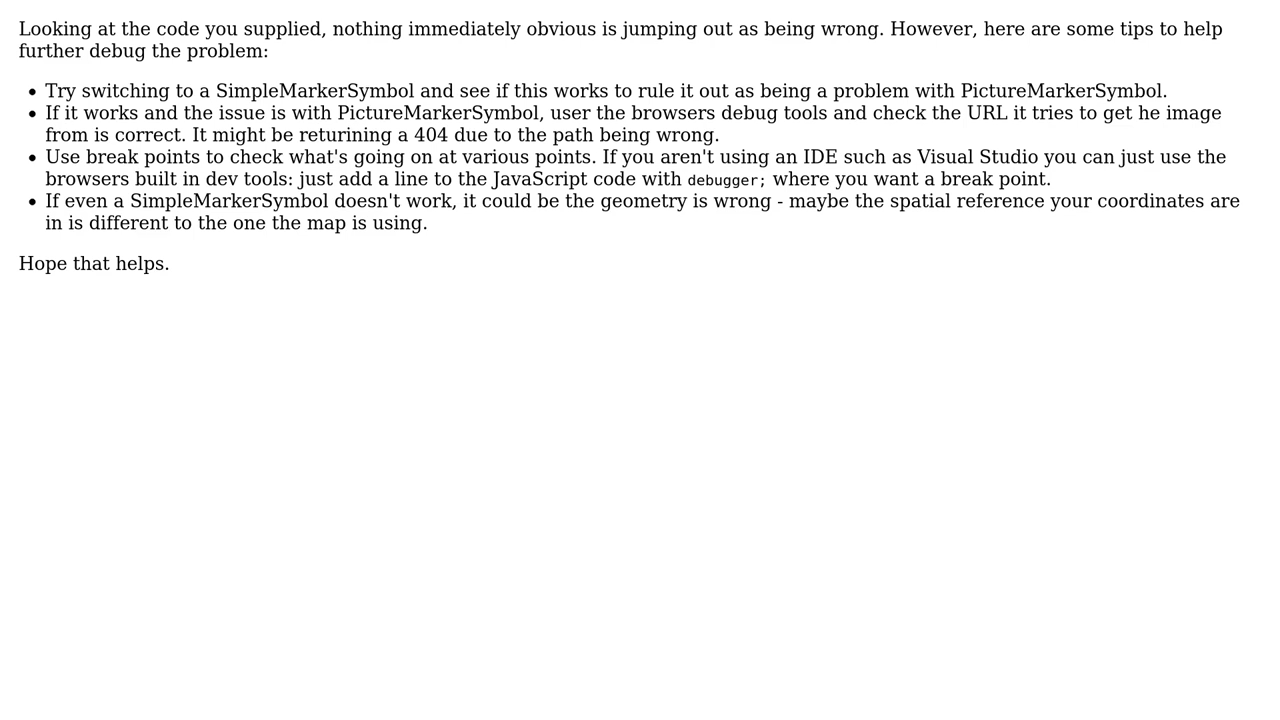 Looking at the code you supplied, nothing immediately obvious is jumping out as being wrong. However, here are some tips to help
further debug the problem:
• Try switching to a SimpleMarkerSymbol and see if this works to rule it out as being a problem with PictureMarkerSymbol.
• If it works and the issue is with PictureMarkerSymbol, user the browsers debug tools and check the URL it tries to get he image
from is correct. It might be returining a 404 due to the path being wrong.
• Use break points to check what's going on at various points. If you aren't using an IDE such as Visual Studio you can just use the
browsers built in dev tools: just add a line to the JavaScript code with debugger; where you want a break point.
• If even a SimpleMarkerSymbol doesn't work, it could be the geometry is wrong - maybe the spatial reference your coordinates are
in is different to the one the map is using.
Hope that helps.